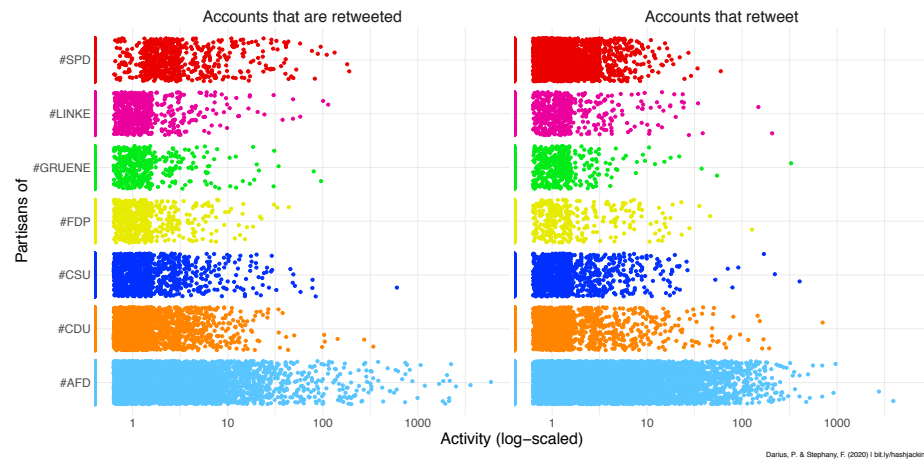 Accounts that are retweeted
Accounts that retweet
Partisans of
#SPD
#LINKE
#GRUENE
#FDP
#CSU
#CDU
#AFD
1 10 100 1000
1 10 100 1000
Activity (log−scaled)
Darius, P. & Stephany, F. (2020) I bit.ly/hashjackin